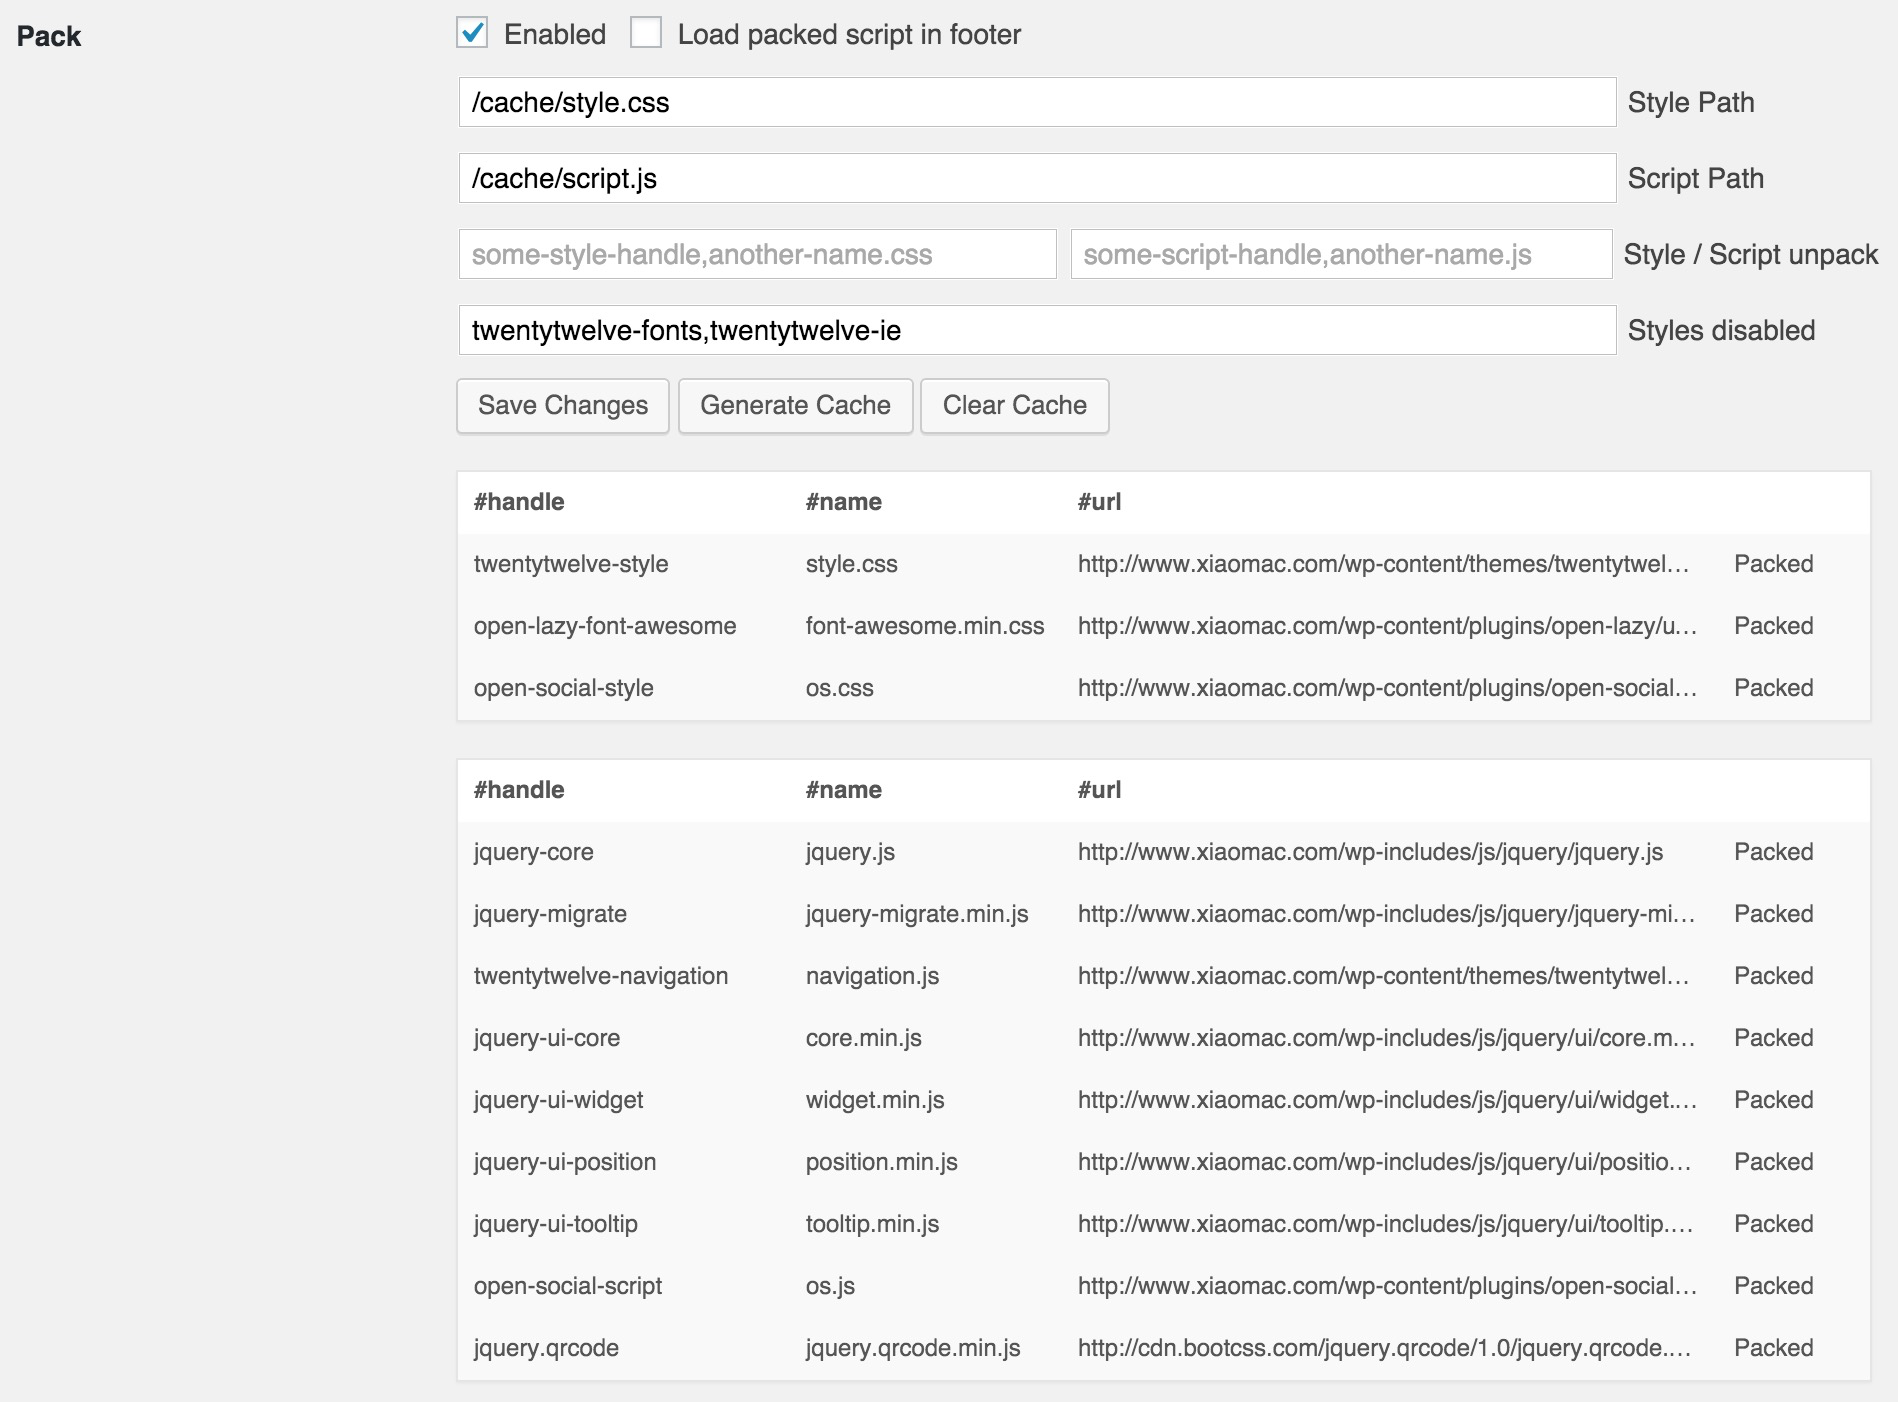 Pack
Enabled Load packed script in footer
/cache/style.css Style Path
/cache/script.js Script Path
some-style-handle,another-name.css some-script-handle,another-name.js Style / Script unpack
twentytwelve-fonts,twentytwelve-ie Styles disabled
Save Changes Generate Cache Clear Cache
#handle #name #url
twentytwelve-style style.css http://www.xiaomac.com/wp-content/themes/twentytwel… Packed
open-lazy-font-awesome font-awesome.min.css http://www.xiaomac.com/wp-content/plugins/open-lazy/u… Packed
open-social-style os.css http://www.xiaomac.com/wp-content/plugins/open-social… Packed
#handle #name #url
jquery-core jquery.js http://www.xiaomac.com/wp-includes/js/jquery/jquery.js Packed
jquery-migrate jquery-migrate.min.js http://www.xiaomac.com/wp-includes/js/jquery/jquery-mi… Packed
twentytwelve-navigation navigation.js http://www.xiaomac.com/wp-content/themes/twentytwel… Packed
jquery-ui-core core.min.js http://www.xiaomac.com/wp-includes/js/jquery/ui/core.m… Packed
jquery-ui-widget widget.min.js http://www.xiaomac.com/wp-includes/js/jquery/ui/widget.… Packed
jquery-ui-position position.min.js http://www.xiaomac.com/wp-includes/js/jquery/ui/positio… Packed
jquery-ui-tooltip tooltip.min.js http://www.xiaomac.com/wp-includes/js/jquery/ui/tooltip.… Packed
open-social-script os.js http://www.xiaomac.com/wp-content/plugins/open-social… Packed
jquery.qrcode jquery.qrcode.min.js http://cdn.bootcss.com/jquery.qrcode/1.0/jquery.qrcode.… Packed